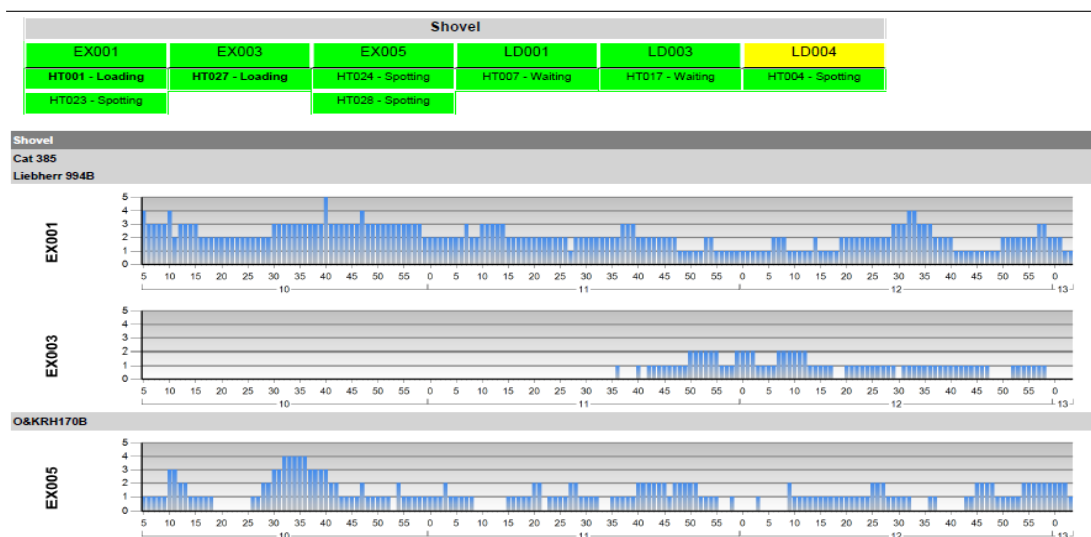 Shovel
EX001 EX003 EX005 LD001 LD003 LD004
HT001 - Loading HT027 - Loading HT024 - Spotting HT007 - Waiting HT017 - Waiting HT004 - Spotting
HT023 - Spotting HT028 - Spotting
Shovel
Cat 385
Liebherr 994B
EX001
5
4
3
2
1
0
5 10 15 20 25 30 35 40 45 50 55 0 5 10 15 20 25 30 35 40 45 50 55 0 5 10 15 20 25 30 35 40 45 50 55 0
10 11 12 13
EX003
5
4
3
2
1
0
5 10 15 20 25 30 35 40 45 50 55 0 5 10 15 20 25 30 35 40 45 50 55 0 5 10 15 20 25 30 35 40 45 50 55 0
10 11 12 13
O&KRH170B
EX005
5
4
3
2
1
0
5 10 15 20 25 30 35 40 45 50 55 0 5 10 15 20 25 30 35 40 45 50 55 0 5 10 15 20 25 30 35 40 45 50 55 0
10 11 12 13